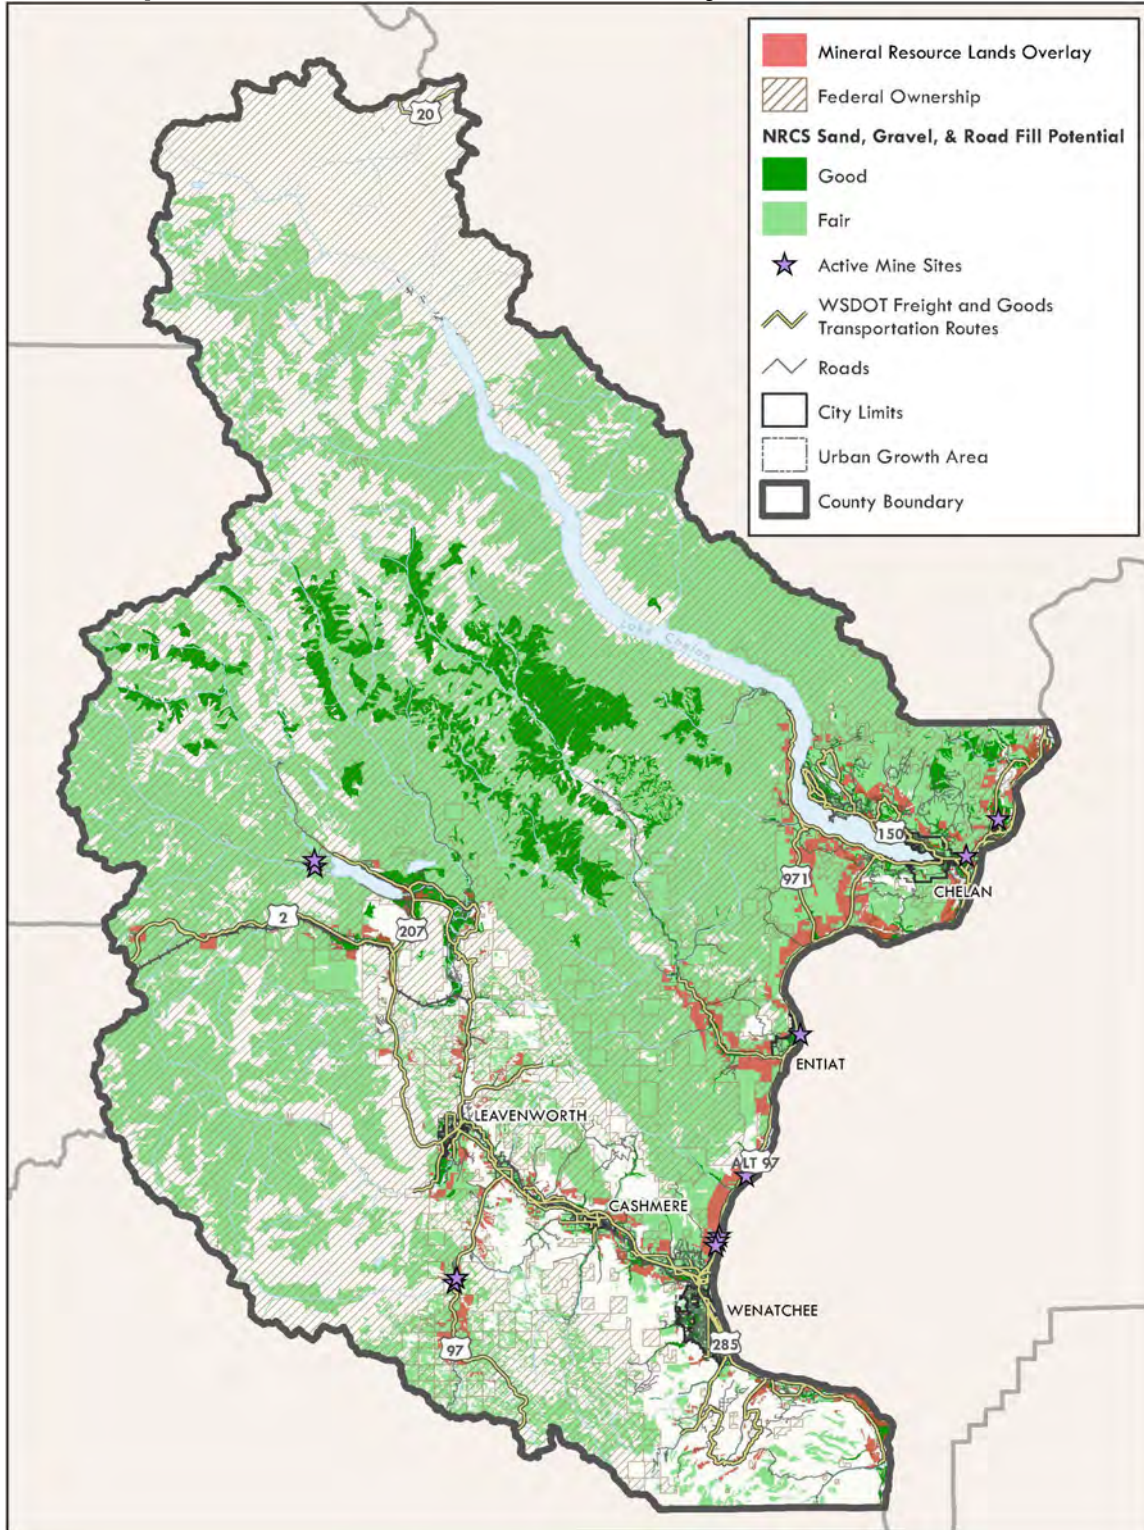 Mineral Resource Lands Overlay
Federal Ownership
NRCS Sand, Gravel, & Road Fill Potential
Good
Fair
Active Mine Sites
WSDOT Freight and Goods
Transportation Routes
Roads
City Limits
Urban Growth Area
County Boundary
20
Lake Chelan
150
CHELAN
971
2
207
ENTIAT
LEAVENWORTH
ALT 97
CASHMERE
WENATCHEE
285
97